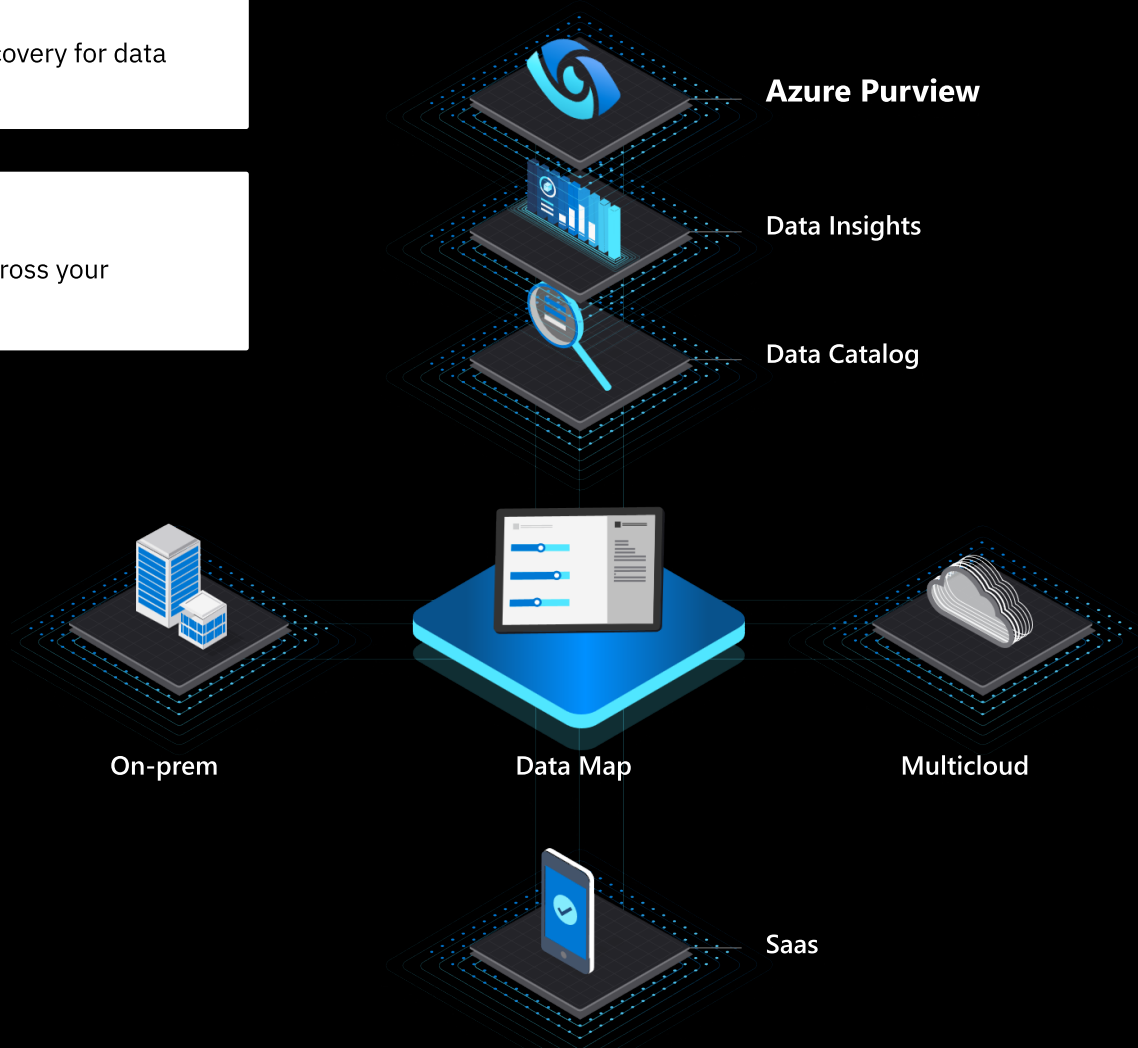 covery for data
ross your
Azure Purview
Data Insights
Data Catalog
On-prem
Data Map
Multicloud
Saas